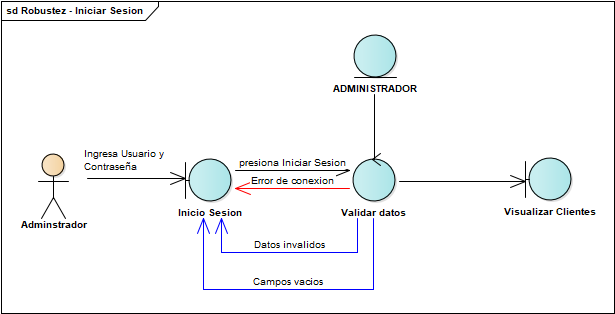 sd Robustez - Iniciar Sesion
ADMINISTRADOR
Ingresa Usuario y
Contraseña
presiona Iniciar Sesion
Error de conexion
Adminstrador
Inicio Sesion
Validar datos
Visualizar Clientes
Datos invalidos
Campos vacios